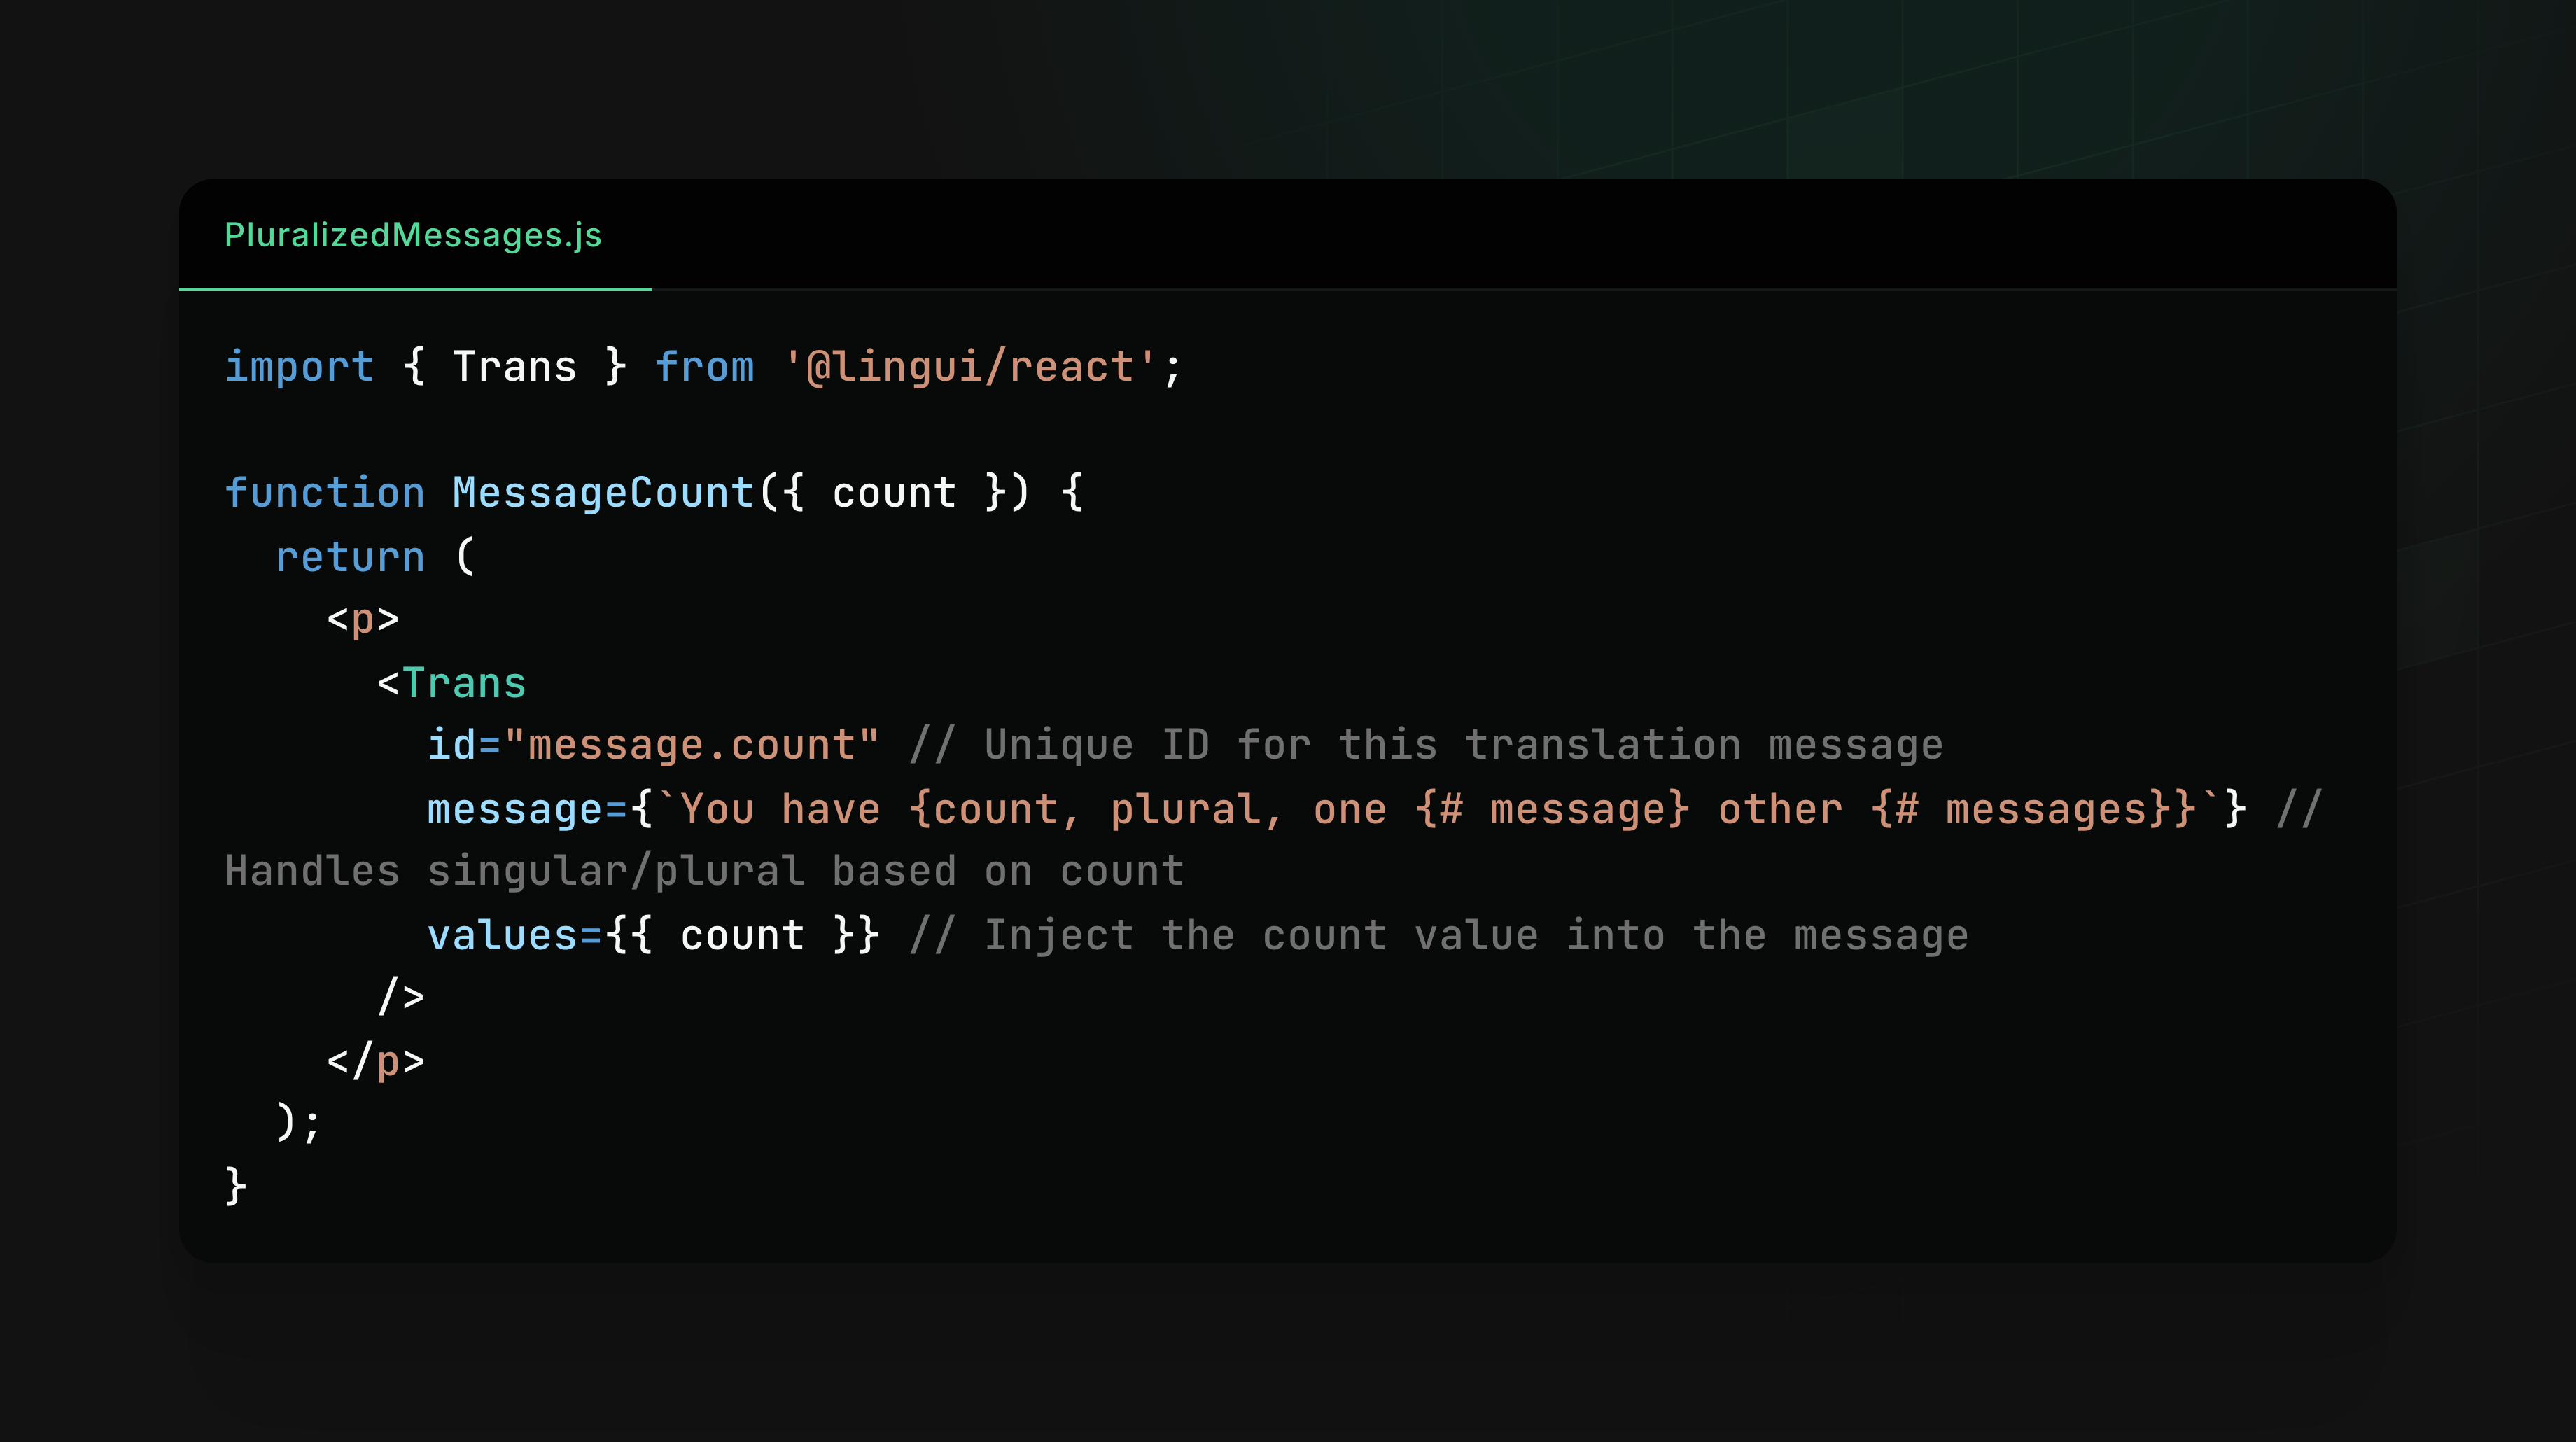 PluralizedMessages.js
import { Trans } from '@lingui/react';
function MessageCount({ count }) {
  return (
    <p>
      <Trans
        id="message.count" // Unique ID for this translation message
        message={`You have {count, plural, one {# message} other {# messages}}`} //
Handles singular/plural based on count
        values={{ count }} // Inject the count value into the message
      />
    </p>
  );
}